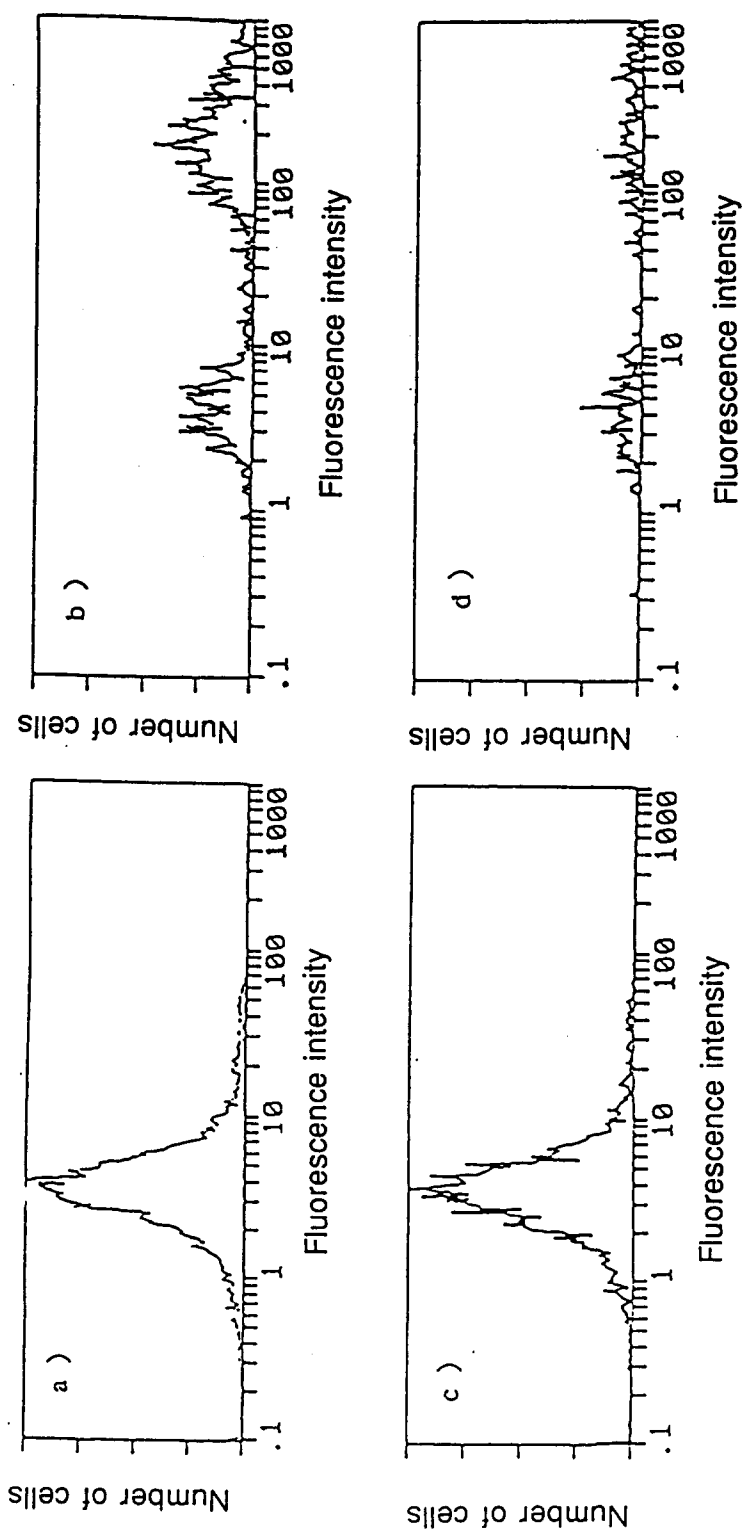 a )
Number of cells
.1 1 10 100 1000
Fluorescence intensity
b )
Number of cells
.1 1 10 100 1000
Fluorescence intensity
c )
Number of cells
.1 1 10 100 1000
Fluorescence intensity
d )
Number of cells
.1 1 10 100 1000
Fluorescence intensity